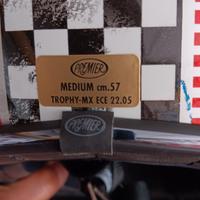 PREMIER
MEDIUM cm.57
TROPHY-MX ECE 22.05
PREMIER